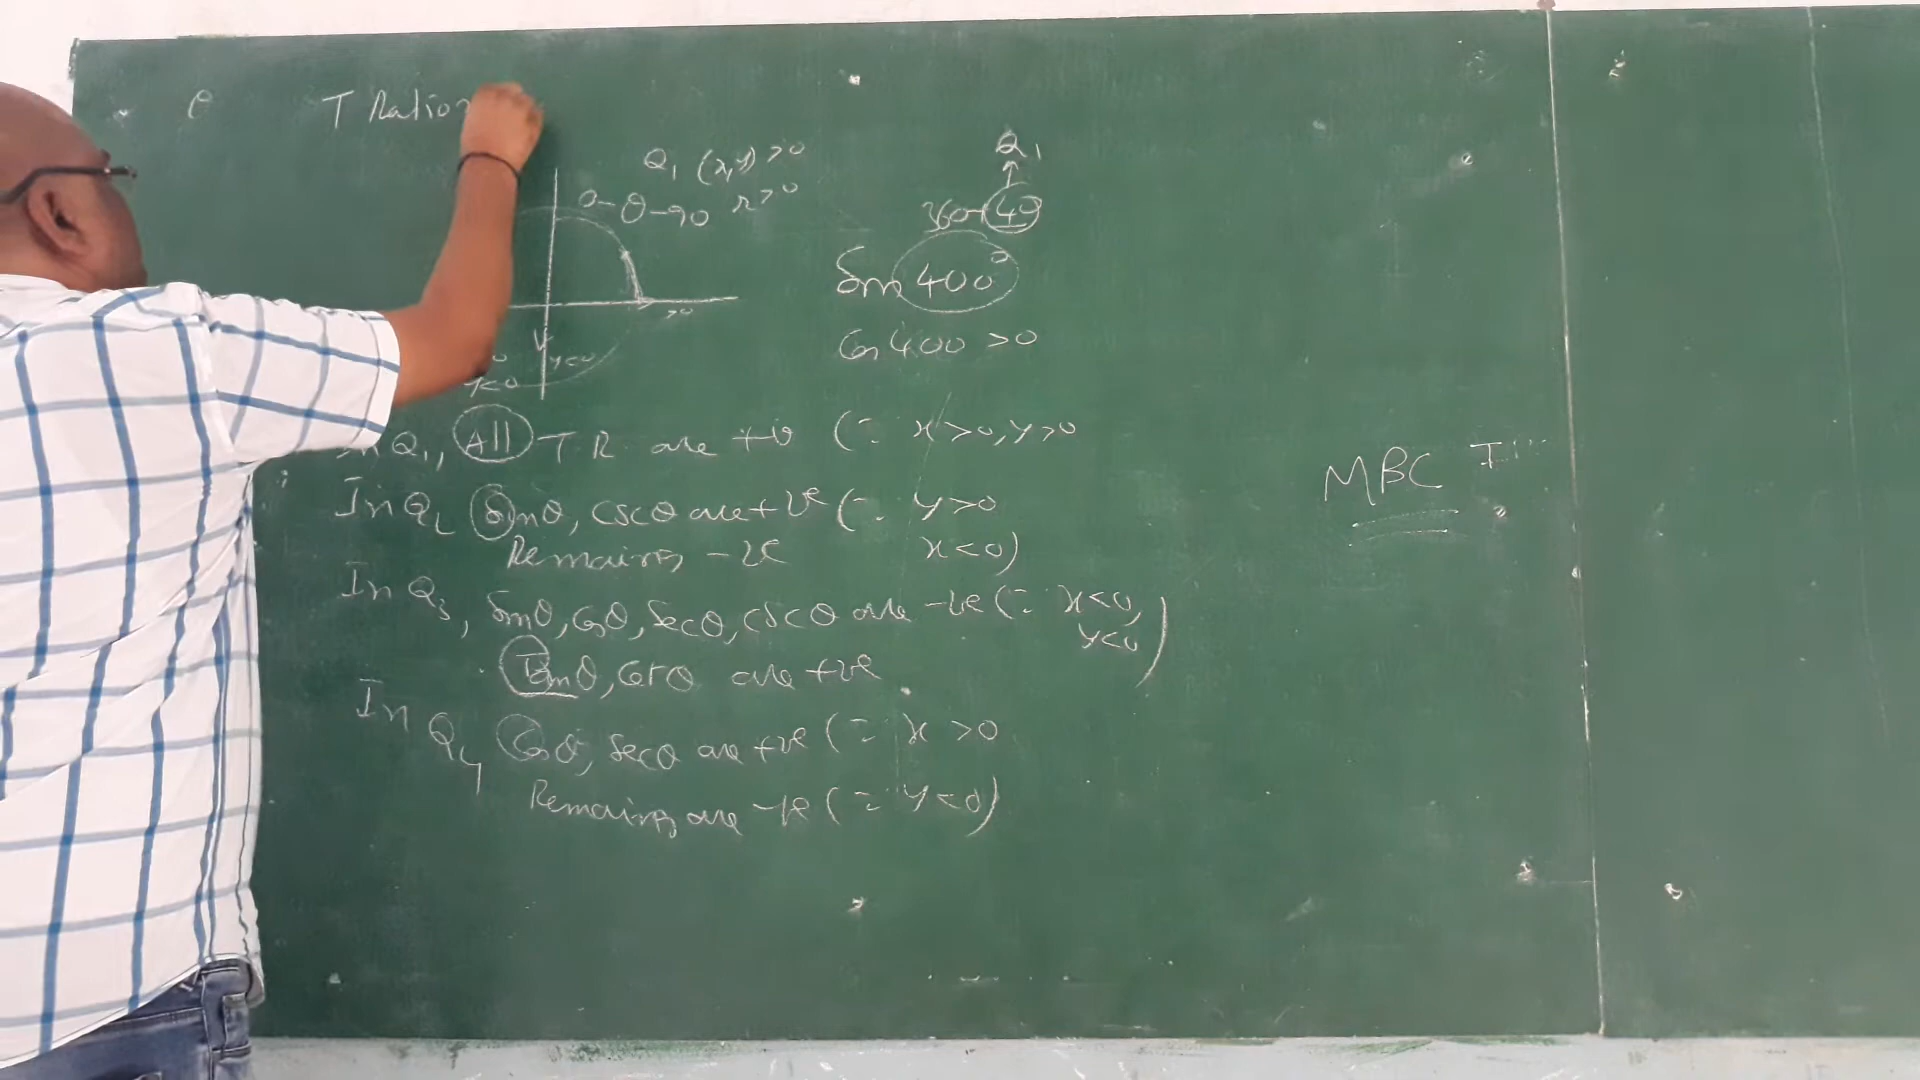 θ T Ratio
Q₁ (x,y) >0
0-θ-90 r>0
>0
y<0
y<0
Q₁
↑
360+40
Sin 400°
Cos 400 >0
Q₁, All T.R. are +ve (∵ x>0, y>0
In Q₂ Sinθ, cscθ are +ve (∵ y>0
Remaining -ve x<0)
In Q₃, Sinθ, Cosθ, Secθ, cscθ are -ve (∵ x<0,
y<0)
Tanθ, Cotθ are +ve
In Q₄ Cosθ, Secθ are +ve (∵ x >0
Remaining are -ve (∵ y<0)
MBC I